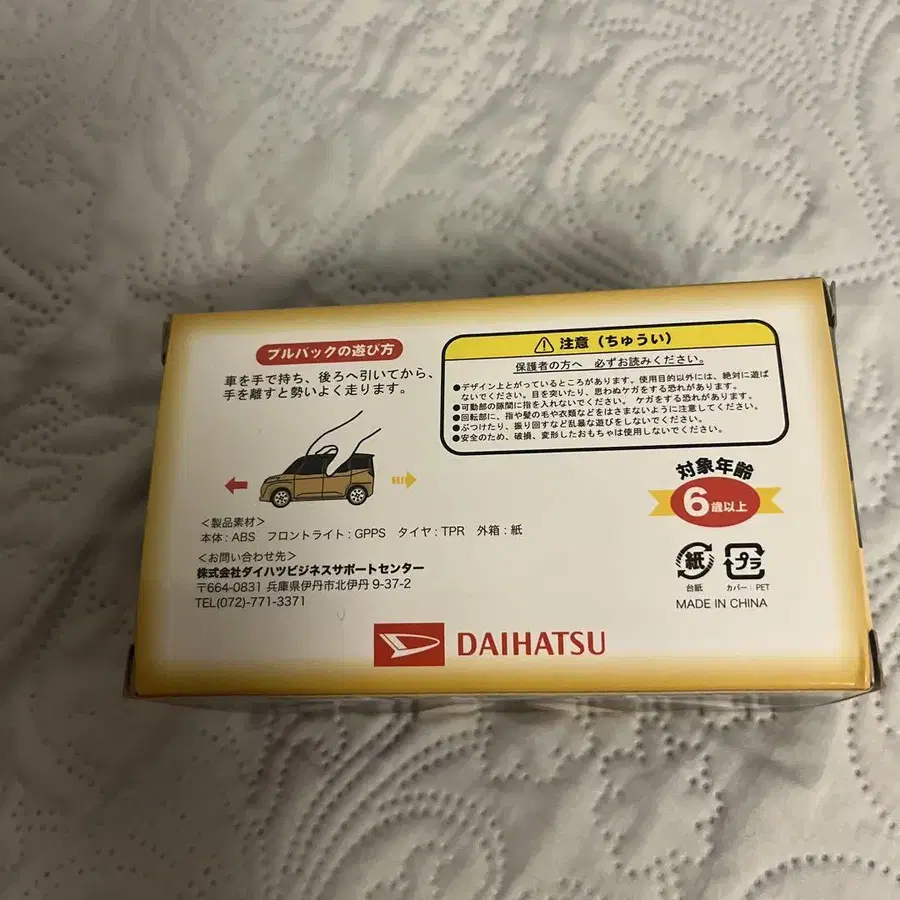 プルバックの遊び方
車を手で持ち、後ろへ引いてから、
手を離すと勢いよく走ります。
注意（ちゅうい）
保護者の方へ 必ずお読みください。
●デザイン上とがっているところがあります。使用目的以外には、絶対に遊ば
ないでください。目を突いたり、思わぬケガをする恐れがあります。
●可動部の隙間に指を入れないでください。ケガをする恐れがあります。
●回転部に、指や髪の毛や衣類などをはさまないように注意してください。
●ぶつけたり、振り回すなど乱暴な遊びをしないでください。
●安全のため、破損、変形したおもちゃは使用しないでください。
対象年齢
6歳以上
＜製品素材＞
本体：ABS フロントライト：GPPS タイヤ：TPR 外箱：紙
＜お問い合わせ先＞
株式会社ダイハツビジネスサポートセンター
〒664-0831 兵庫県伊丹市北伊丹 9-37-2
TEL(072)-771-3371
紙 プラ
台紙 カバー：PET
MADE IN CHINA
DAIHATSU